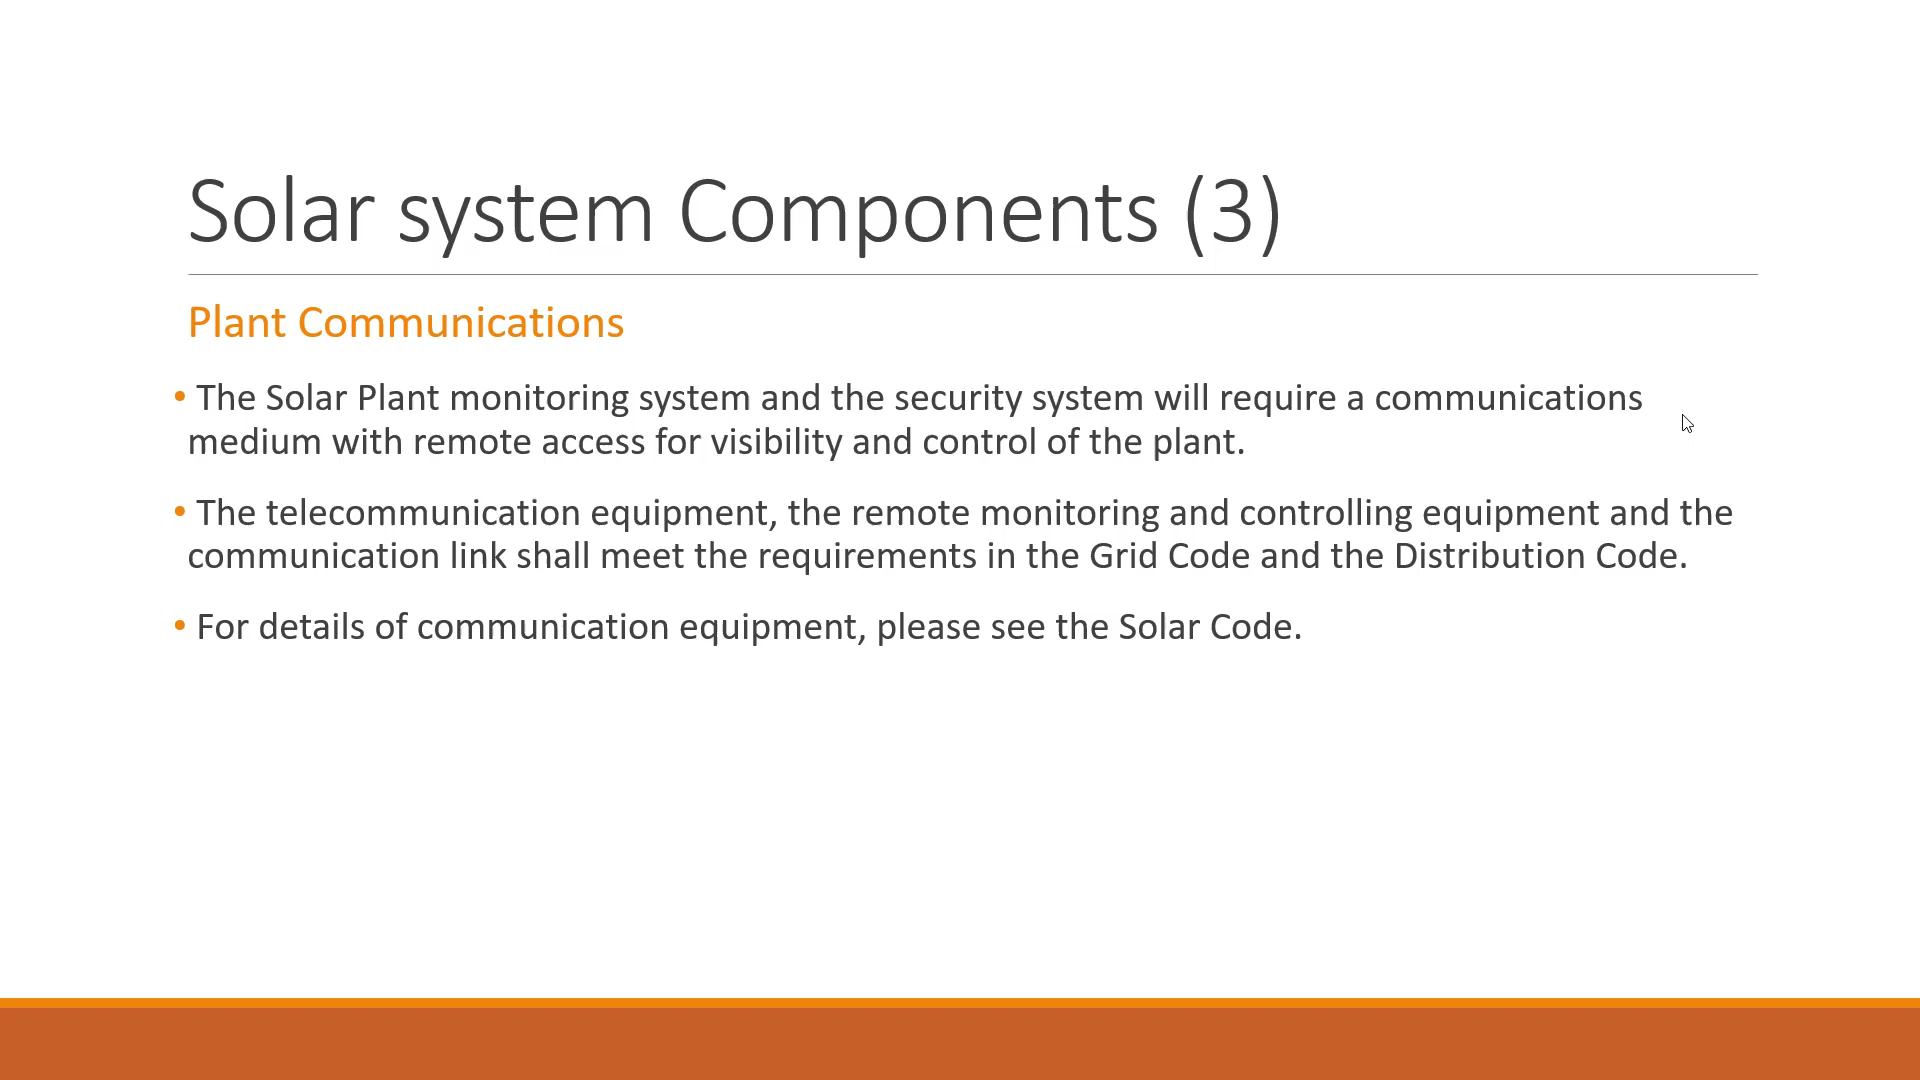 Solar system Components (3)
Plant Communications
• The Solar Plant monitoring system and the security system will require a communications
medium with remote access for visibility and control of the plant.
• The telecommunication equipment, the remote monitoring and controlling equipment and the
communication link shall meet the requirements in the Grid Code and the Distribution Code.
• For details of communication equipment, please see the Solar Code.